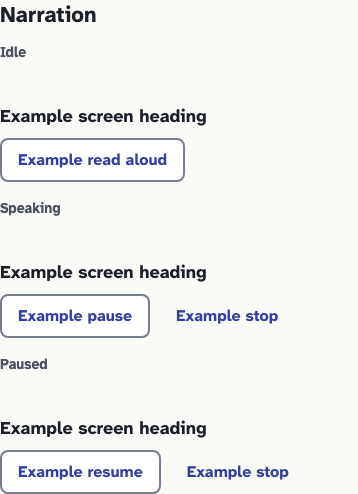 Narration
Idle
Example screen heading
Example read aloud
Speaking
Example screen heading
Example pause Example stop
Paused
Example screen heading
Example resume Example stop